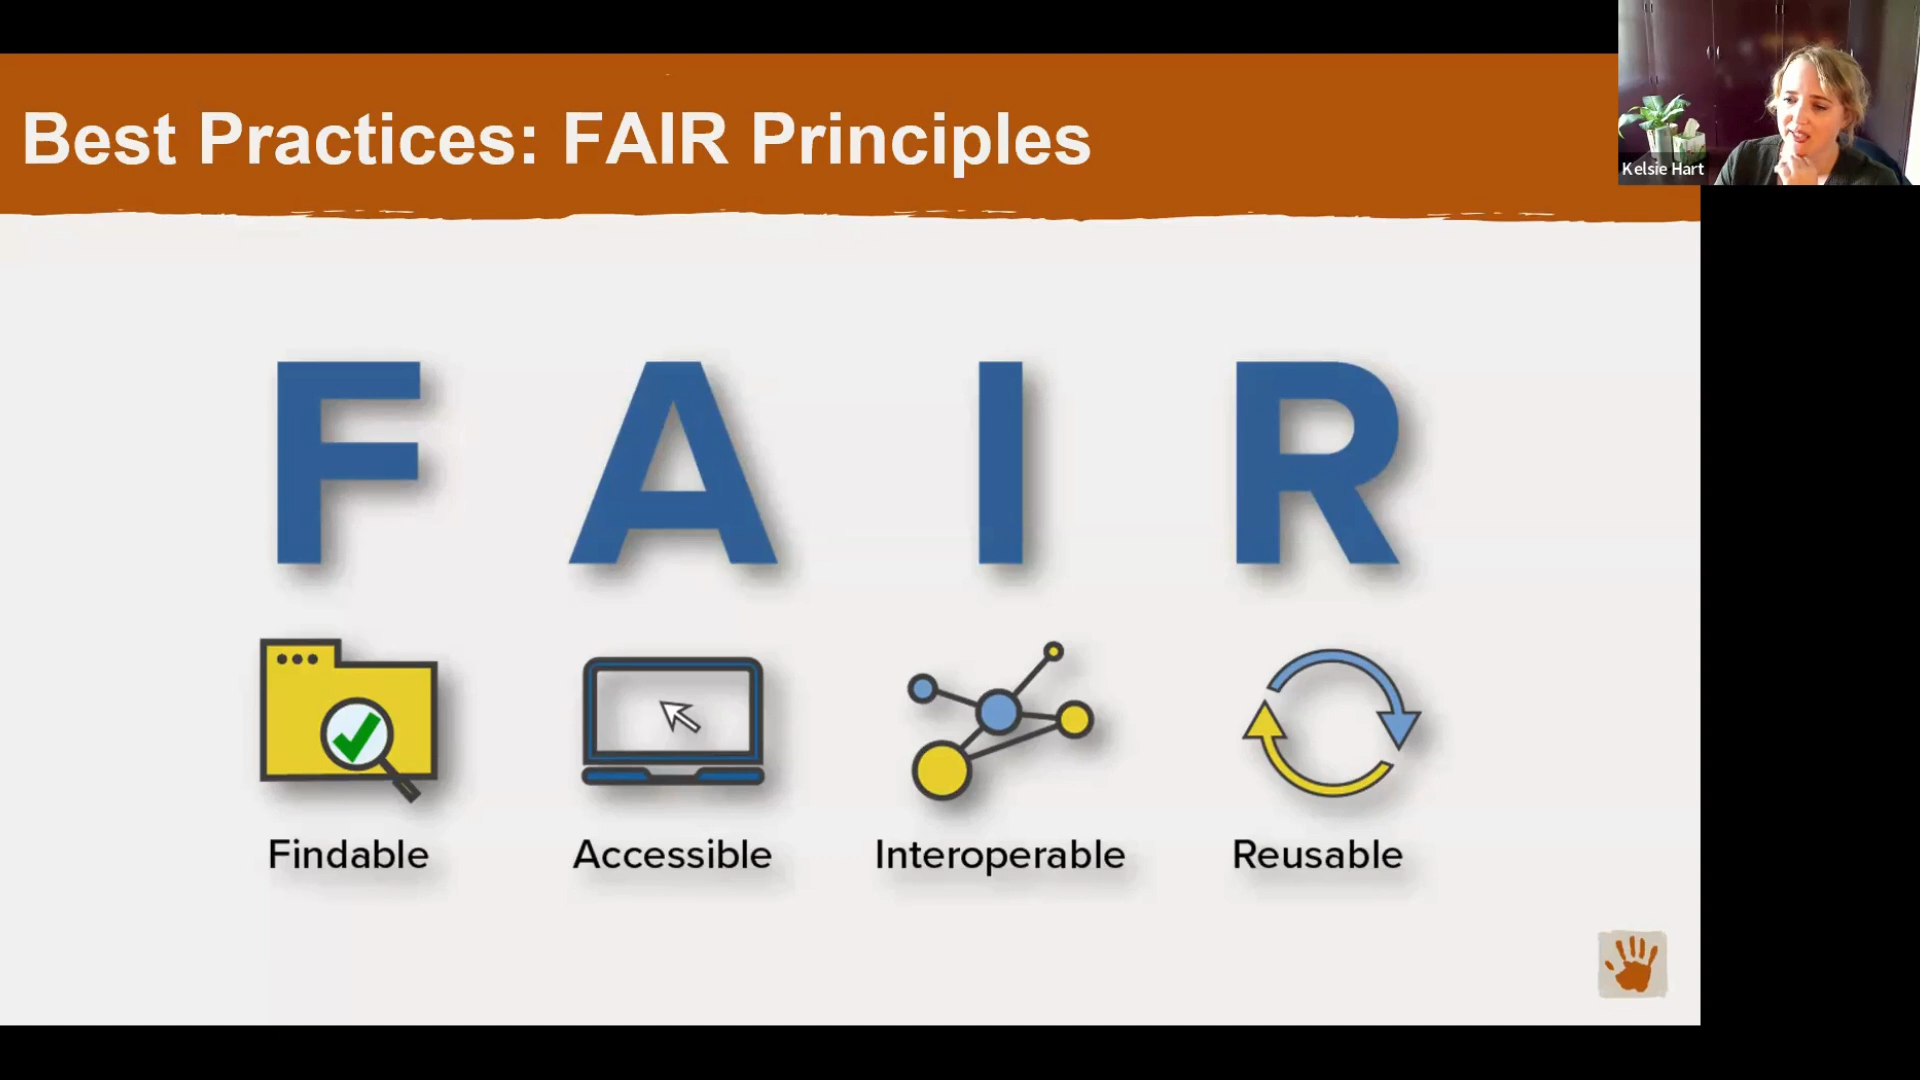 Best Practices: FAIR Principles
Kelsie Hart
F A I R
Findable Accessible Interoperable Reusable